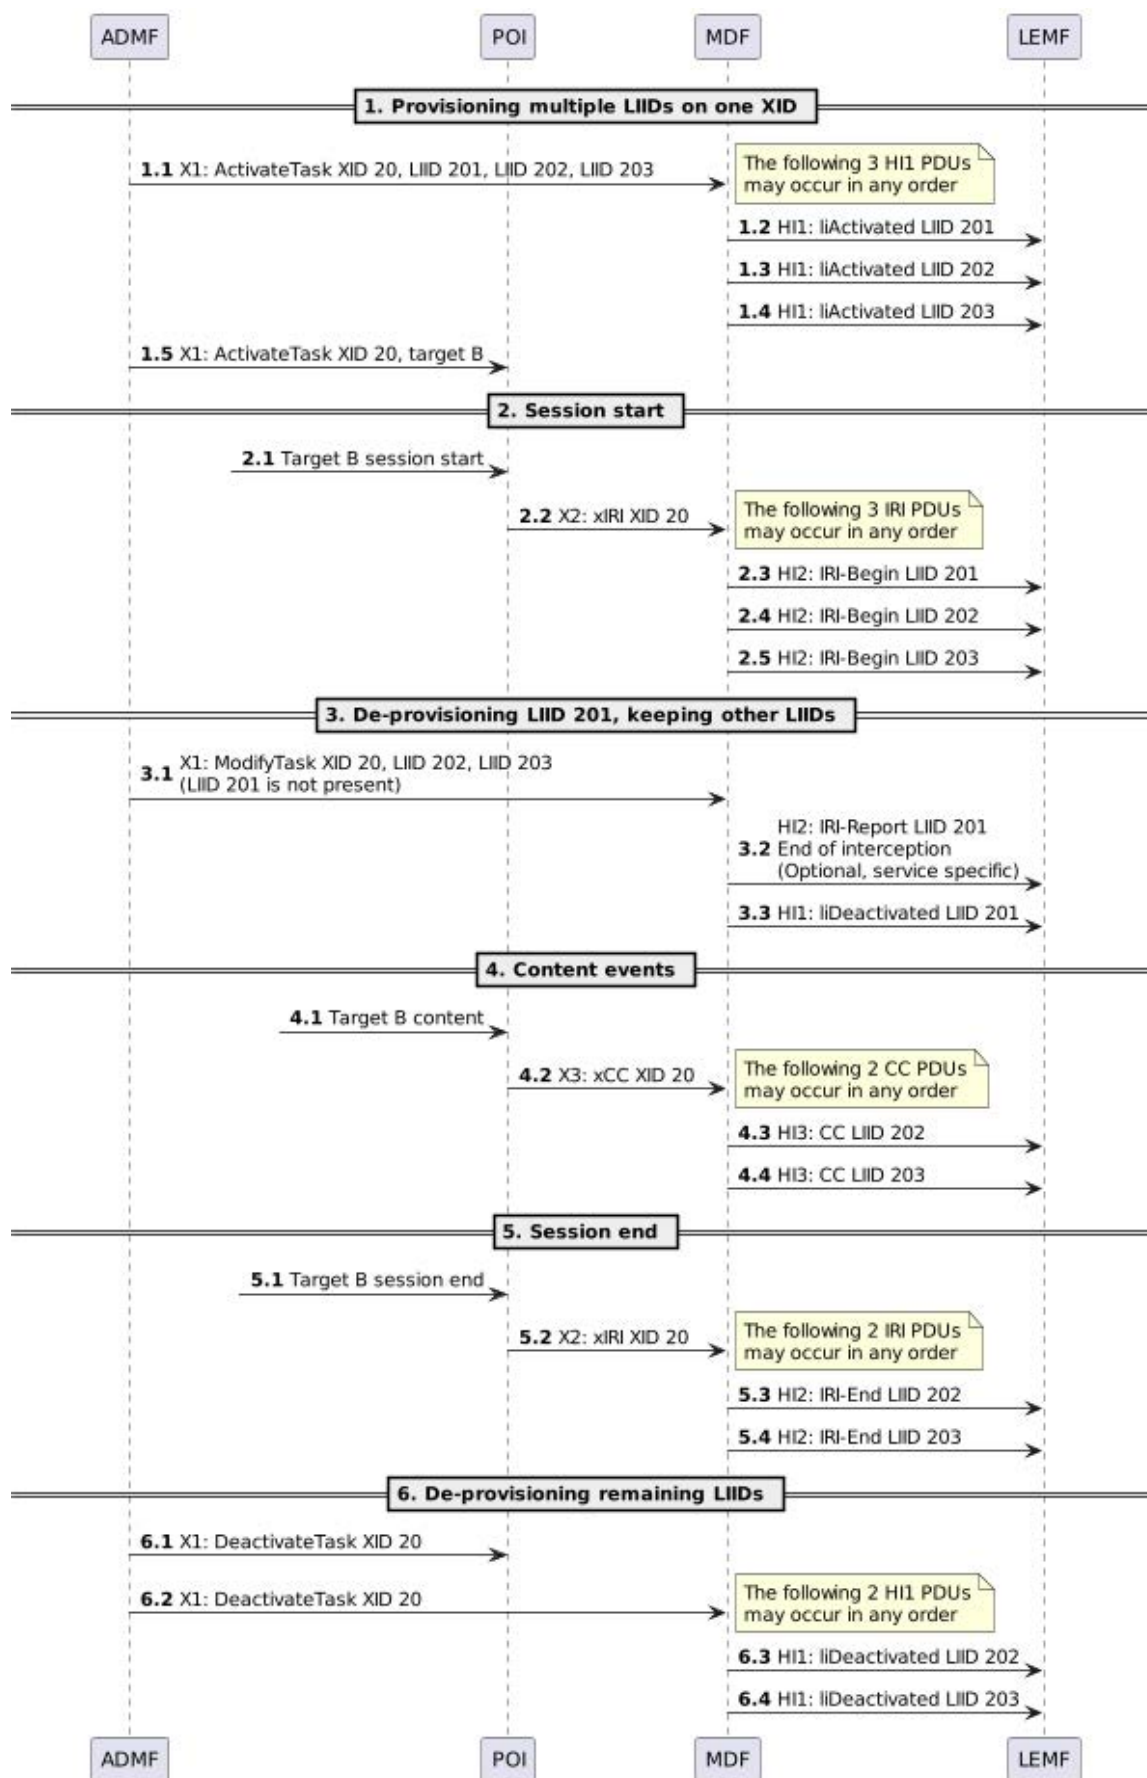 ADMF POI MDF LEMF
1. Provisioning multiple LIIDs on one XID
1.1 X1: ActivateTask XID 20, LIID 201, LIID 202, LIID 203
The following 3 HI1 PDUs
may occur in any order
1.2 HI1: liActivated LIID 201
1.3 HI1: liActivated LIID 202
1.4 HI1: liActivated LIID 203
1.5 X1: ActivateTask XID 20, target B
2. Session start
2.1 Target B session start
2.2 X2: xIRI XID 20
The following 3 IRI PDUs
may occur in any order
2.3 HI2: IRI-Begin LIID 201
2.4 HI2: IRI-Begin LIID 202
2.5 HI2: IRI-Begin LIID 203
3. De-provisioning LIID 201, keeping other LIIDs
3.1 X1: ModifyTask XID 20, LIID 202, LIID 203
(LIID 201 is not present)
HI2: IRI-Report LIID 201
3.2 End of interception
(Optional, service specific)
3.3 HI1: liDeactivated LIID 201
4. Content events
4.1 Target B content
4.2 X3: xCC XID 20
The following 2 CC PDUs
may occur in any order
4.3 HI3: CC LIID 202
4.4 HI3: CC LIID 203
5. Session end
5.1 Target B session end
5.2 X2: xIRI XID 20
The following 2 IRI PDUs
may occur in any order
5.3 HI2: IRI-End LIID 202
5.4 HI2: IRI-End LIID 203
6. De-provisioning remaining LIIDs
6.1 X1: DeactivateTask XID 20
6.2 X1: DeactivateTask XID 20
The following 2 HI1 PDUs
may occur in any order
6.3 HI1: liDeactivated LIID 202
6.4 HI1: liDeactivated LIID 203
ADMF POI MDF LEMF